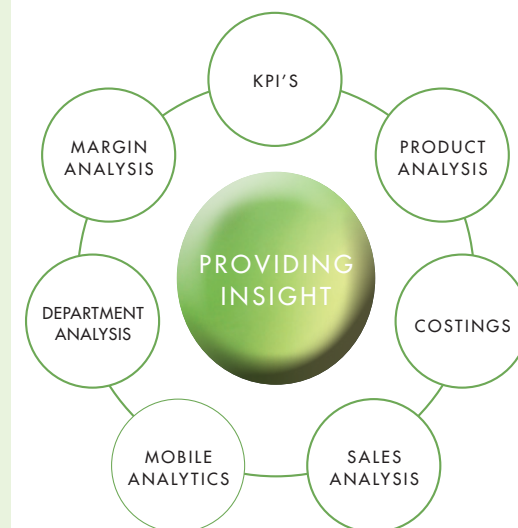 KPI'S
MARGIN
ANALYSIS
PRODUCT
ANALYSIS
PROVIDING
INSIGHT
DEPARTMENT
ANALYSIS
COSTINGS
MOBILE
ANALYTICS
SALES
ANALYSIS